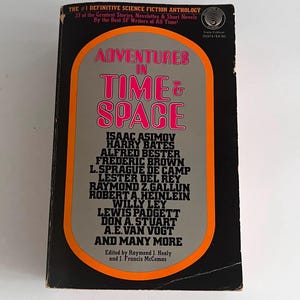 THE #1 DEFINITIVE SCIENCE FICTION ANTHOLOGY
33 of the Greatest Stories, Novelettes & Short Novels
By the Best SF Writers of All Time!
ADVENTURES
IN
TIME &
SPACE
ISAAC ASIMOV
HARRY BATES
ALFRED BESTER
FREDERIC BROWN
L. SPRAGUE DE CAMP
LESTER DEL REY
RAYMOND Z. GALLUN
ROBERT A. HEINLEIN
WILLY LEY
LEWIS PADGETT
DON A. STUART
A.E. VAN VOGT
AND MANY MORE
Edited by Raymond J. Healy
and J. Francis McComas